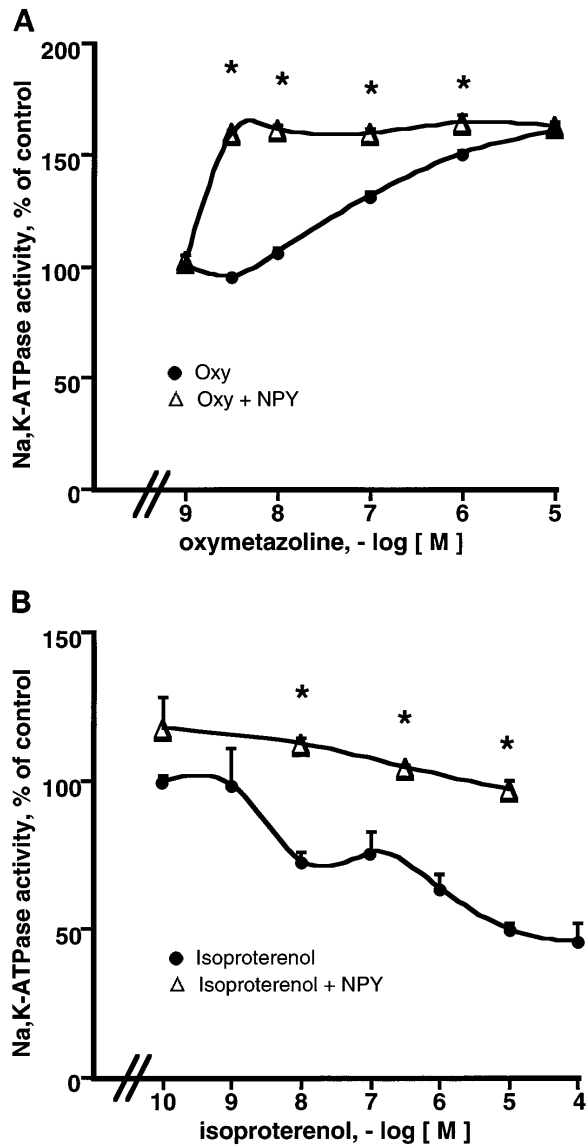 A
Na,K-ATPase activity, % of control
200
* * * *
150
100
50
0
Oxy
Oxy + NPY
9 8 7 6 5
oxymetazoline, - log [ M ]
B
Na,K-ATPase activity, % of control
150
* * *
100
50
0
Isoproterenol
Isoproterenol + NPY
10 9 8 7 6 5 4
isoproterenol, - log [ M ]